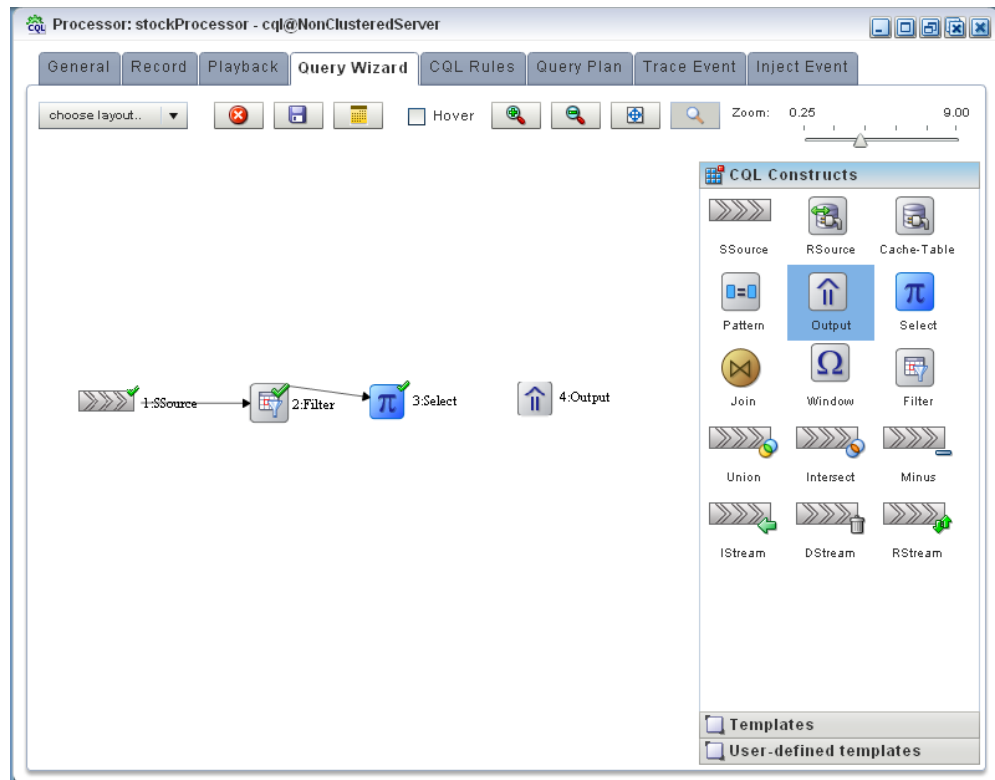 Processor: stockProcessor - cql@NonClusteredServer
General Record Playback Query Wizard CQL Rules Query Plan Trace Event Inject Event
choose layout.. Hover Zoom: 0.25 9.00
CQL Constructs
SSource RSource Cache-Table
Pattern Output Select
Join Window Filter
Union Intersect Minus
IStream DStream RStream
1:SSource 2:Filter 3:Select 4:Output
Templates
User-defined templates